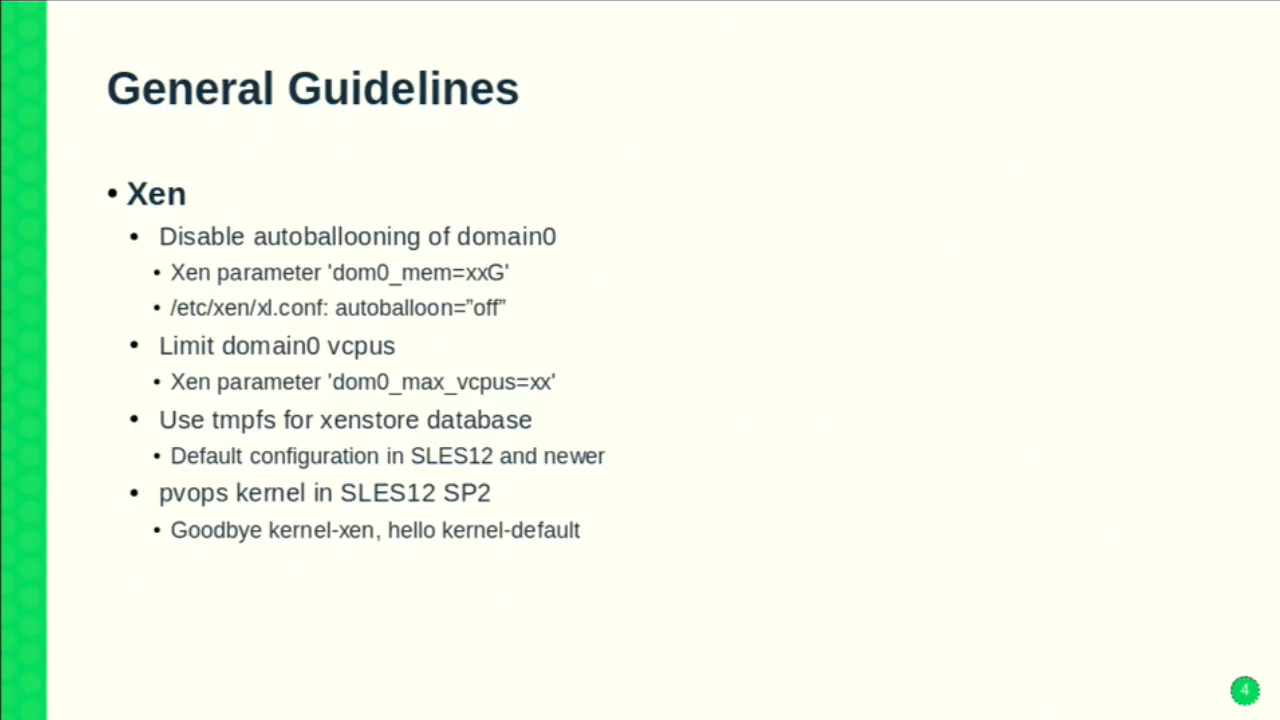 General Guidelines
• Xen
• Disable autoballooning of domain0
• Xen parameter 'dom0_mem=xxG'
• /etc/xen/xl.conf: autoballoon=”off”
• Limit domain0 vcpus
• Xen parameter 'dom0_max_vcpus=xx'
• Use tmpfs for xenstore database
• Default configuration in SLES12 and newer
• pvops kernel in SLES12 SP2
• Goodbye kernel-xen, hello kernel-default
4